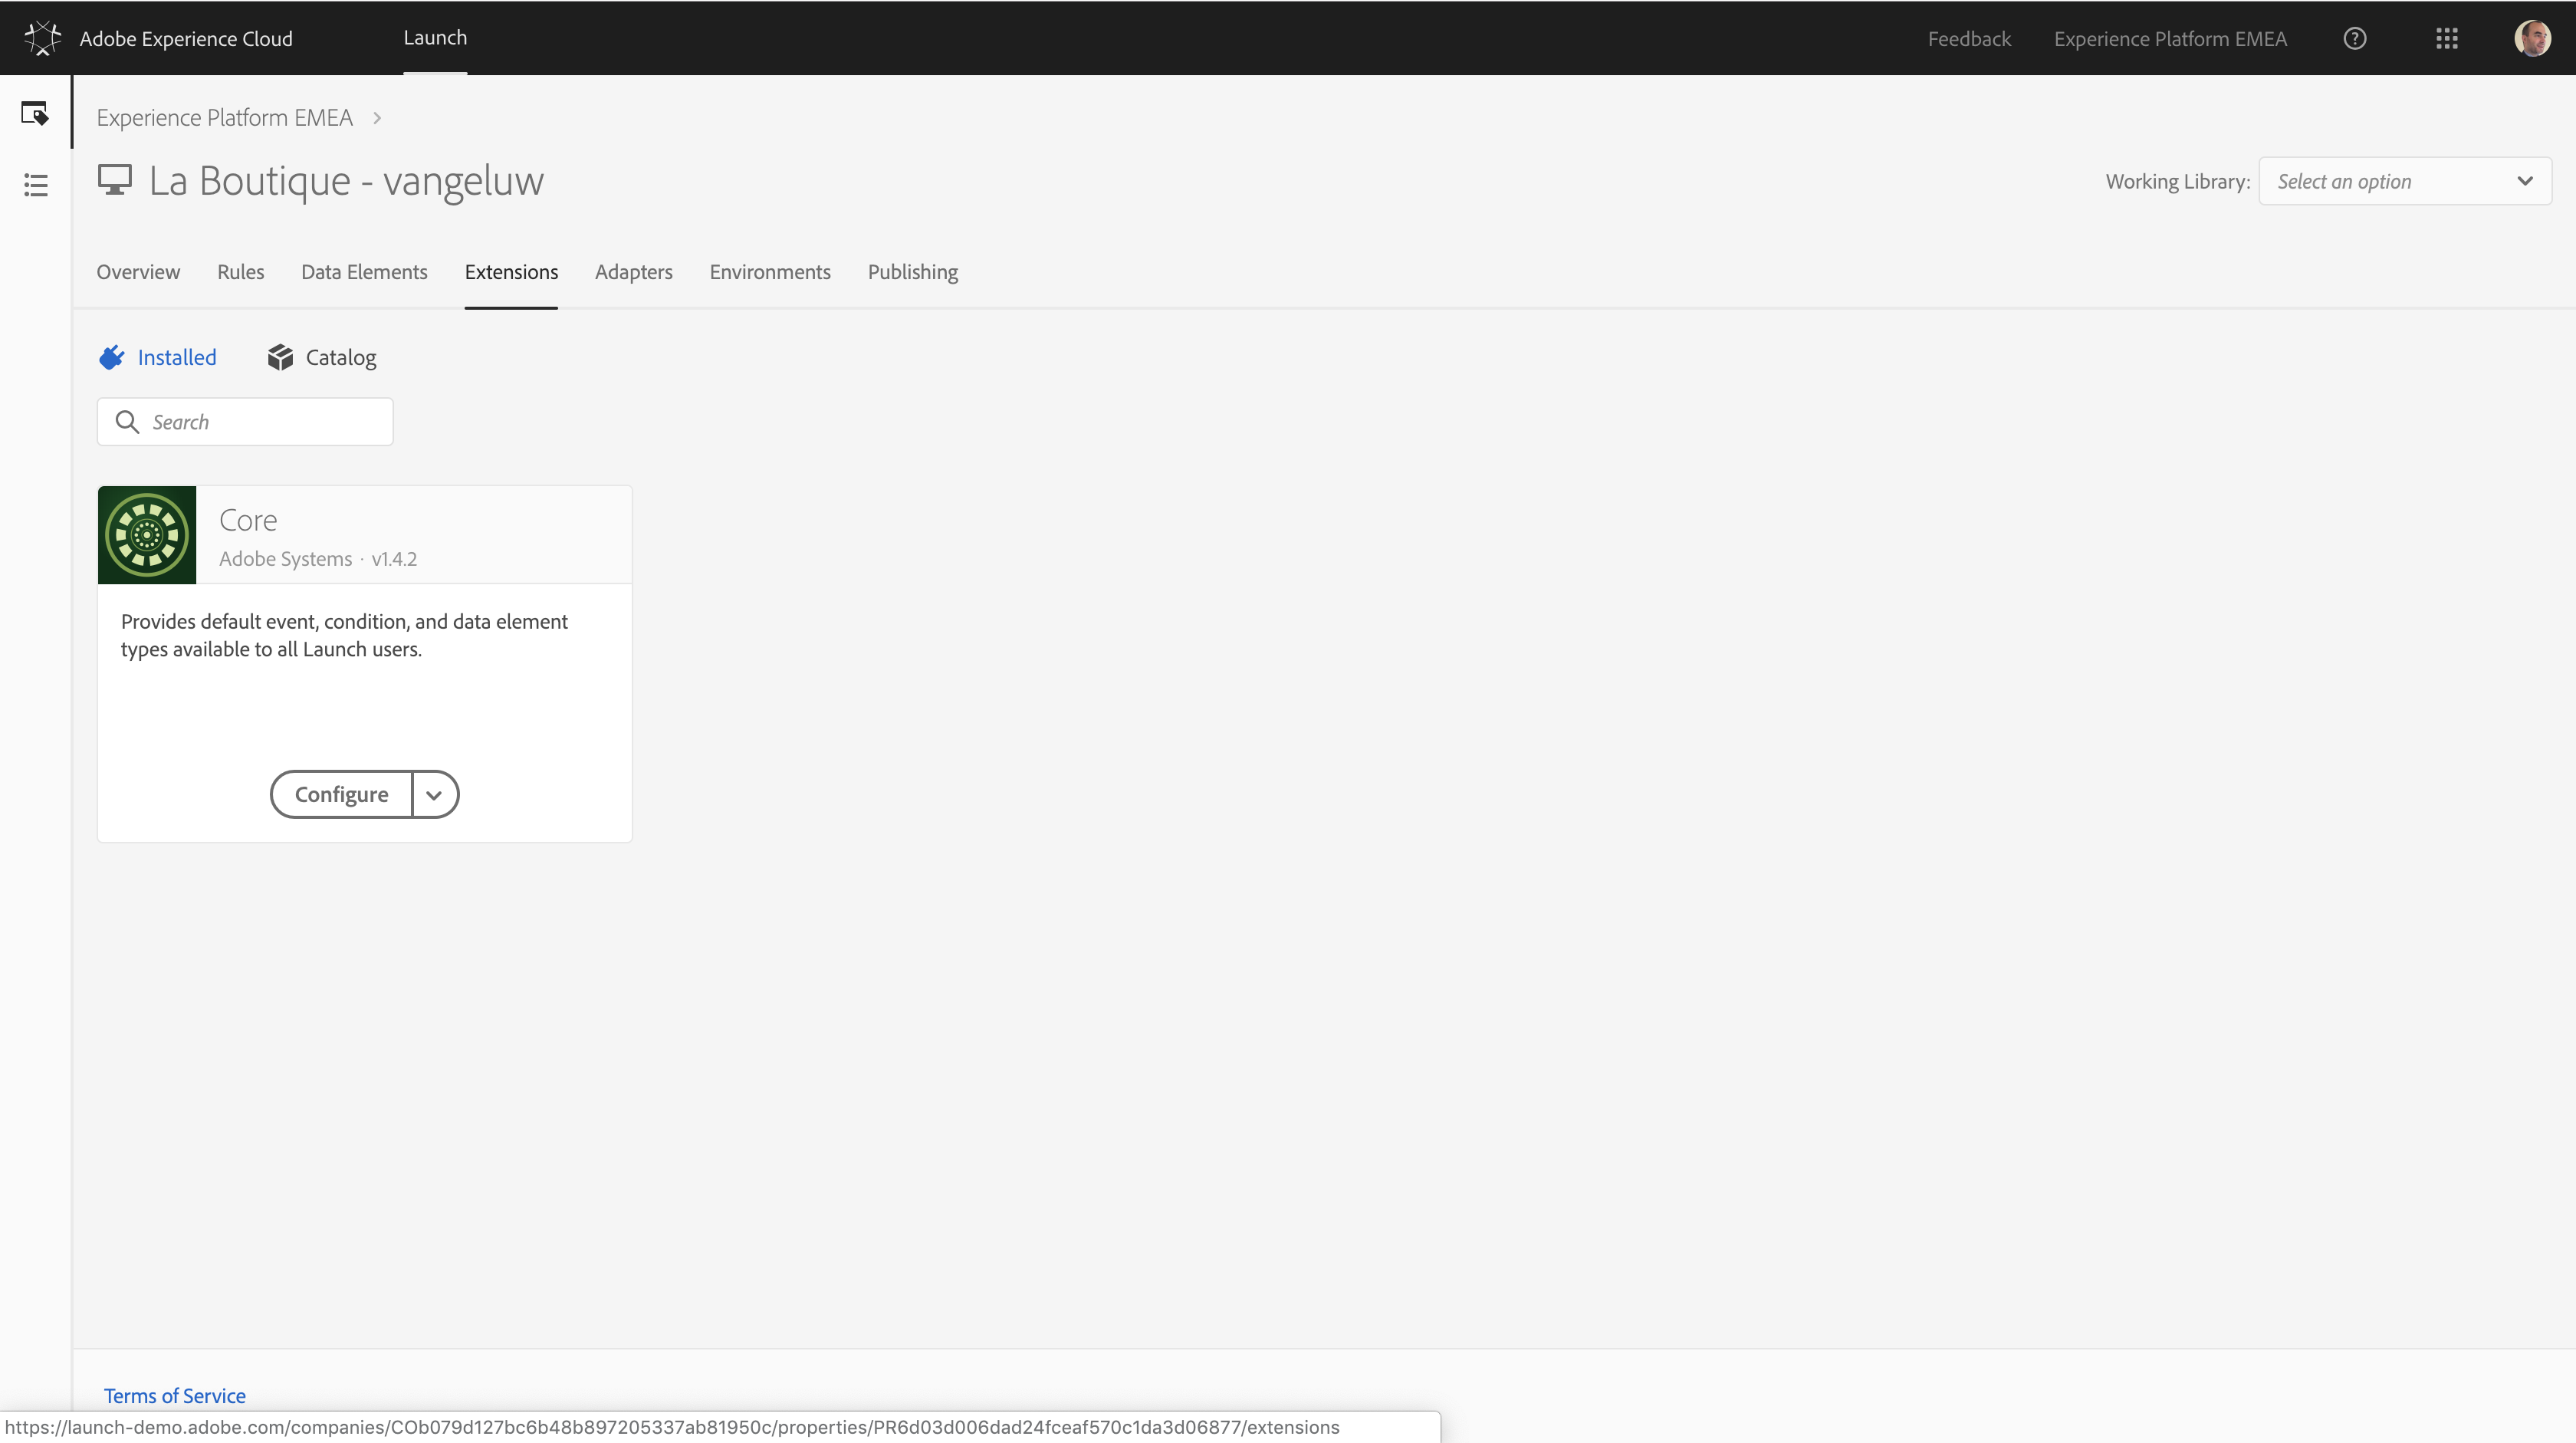 Adobe Experience Cloud
Launch
Feedback
Experience Platform EMEA
Experience Platform EMEA
La Boutique - vangeluw
Working Library:
Select an option
Overview
Rules
Data Elements
Extensions
Adapters
Environments
Publishing
Installed
Catalog
Search
Core
Adobe Systems · v1.4.2
Provides default event, condition, and data element
types available to all Launch users.
Configure
Terms of Service
https://launch-demo.adobe.com/companies/COb079d127bc6b48b897205337ab81950c/properties/PR6d03d006dad24fceaf570c1da3d06877/extensions